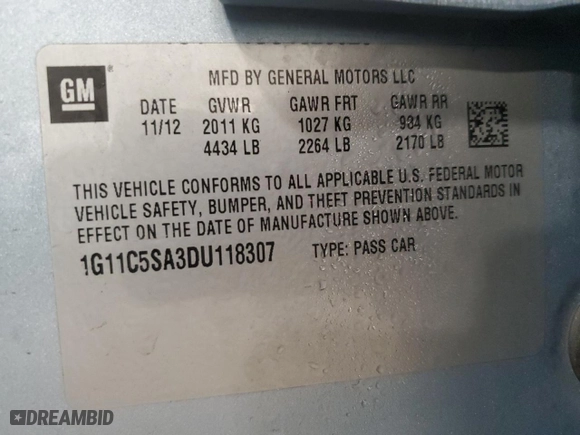 MFD BY GENERAL MOTORS LLC
GM
DATE GVWR GAWR FRT GAWR RR
11/12 2011 KG 1027 KG 934 KG
4434 LB 2264 LB 2170 LB
THIS VEHICLE CONFORMS TO ALL APPLICABLE U.S. FEDERAL MOTOR
VEHICLE SAFETY, BUMPER, AND THEFT PREVENTION STANDARDS IN
EFFECT ON THE DATE OF MANUFACTURE SHOWN ABOVE.
1G11C5SA3DU118307 TYPE: PASS CAR
DREAMBID